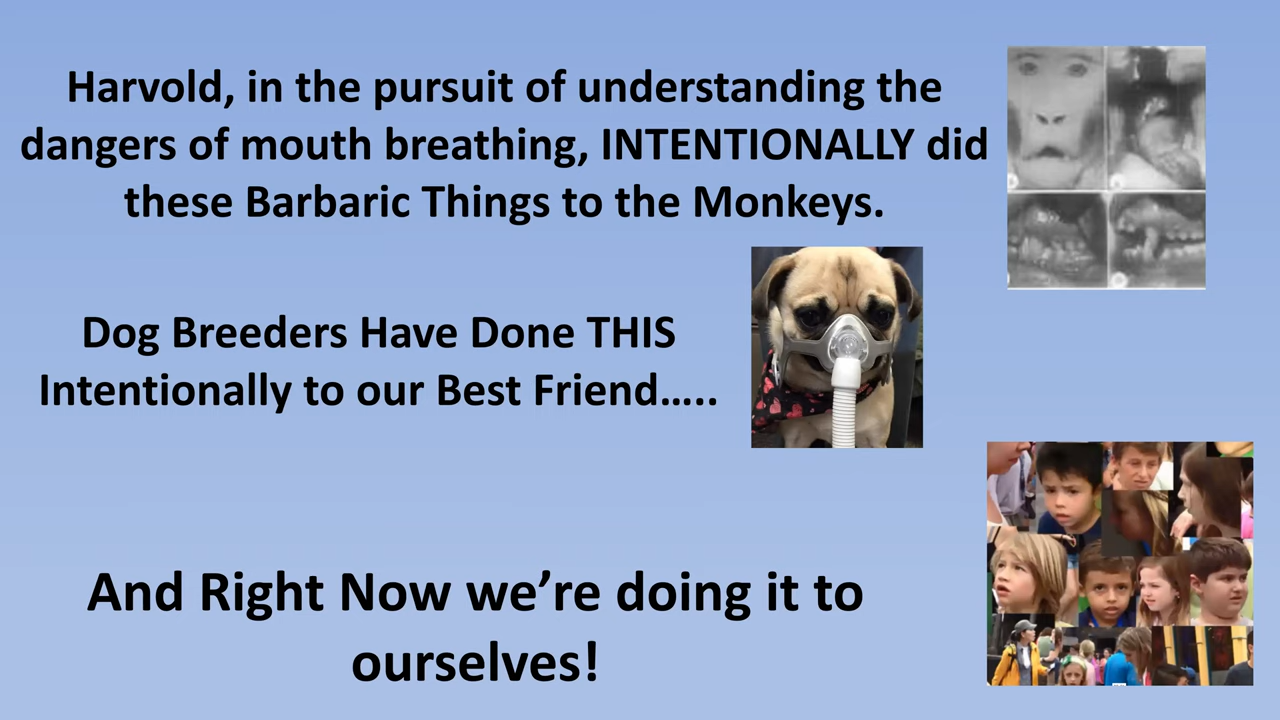 Harvold, in the pursuit of understanding the
dangers of mouth breathing, INTENTIONALLY did
these Barbaric Things to the Monkeys.
Dog Breeders Have Done THIS
Intentionally to our Best Friend.....
And Right Now we’re doing it to
ourselves!